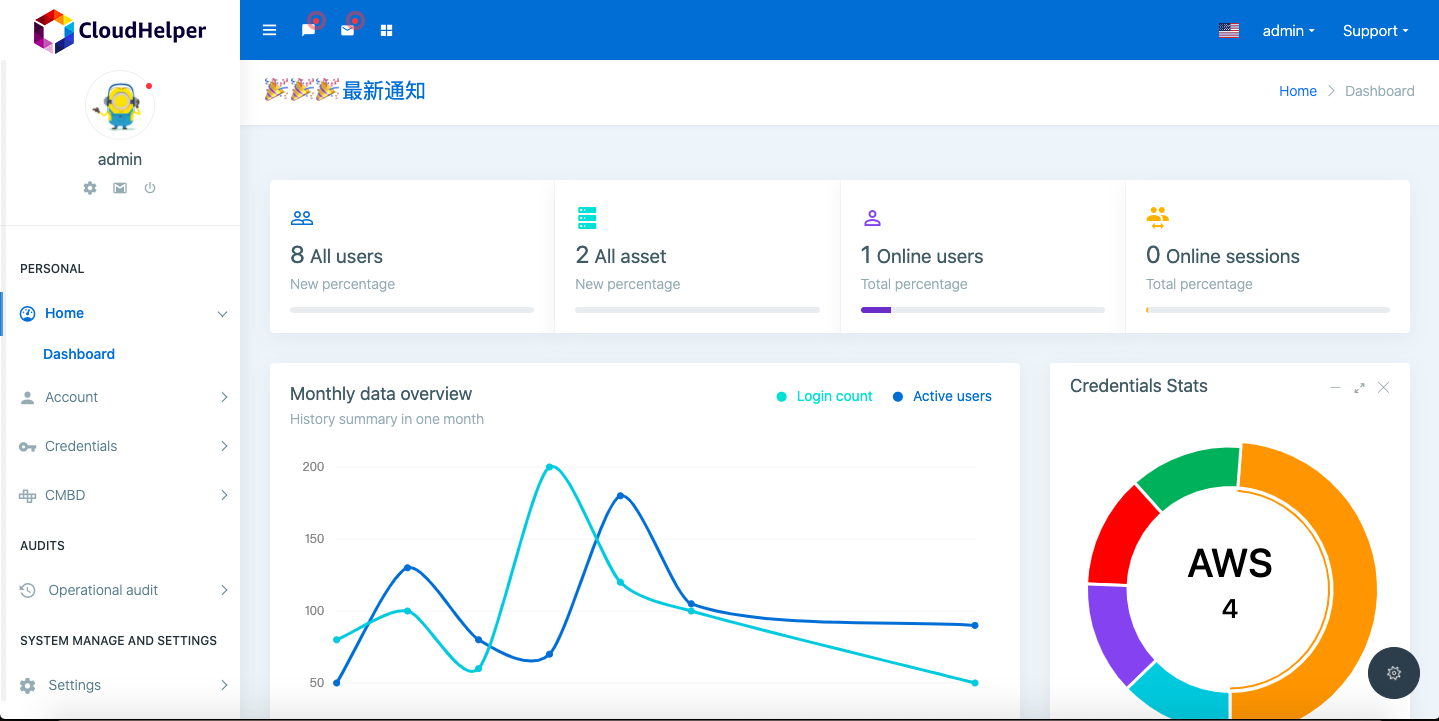 CloudHelper
admin
Support
🎉🎉🎉最新通知
Home
Dashboard
admin
PERSONAL
Home
Dashboard
Account
Credentials
CMBD
AUDITS
Operational audit
SYSTEM MANAGE AND SETTINGS
Settings
8 All users
New percentage
2 All asset
New percentage
1 Online users
Total percentage
0 Online sessions
Total percentage
Monthly data overview
History summary in one month
Login count
Active users
200
150
100
50
Credentials Stats
AWS
4